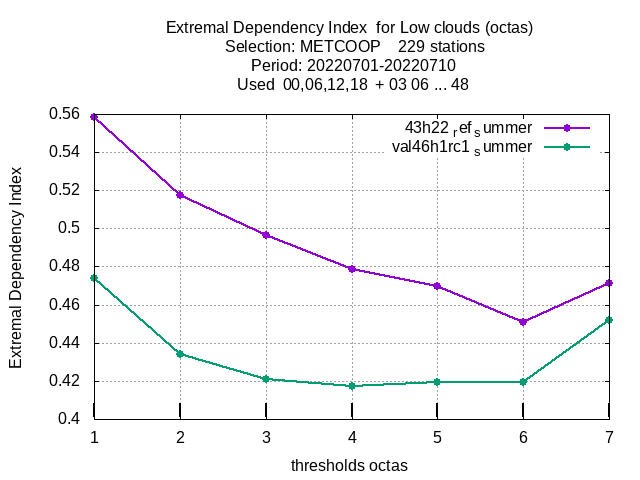 Extremal Dependency Index  for Low clouds (octas)
Selection: METCOOP    229 stations
Period: 20220701-20220710
Used  00,06,12,18  + 03 06 ... 48
43h22 ref summer
val46h1rc1 summer
Extremal Dependency Index
0.56
0.54
0.52
0.5
0.48
0.46
0.44
0.42
0.4
1 2 3 4 5 6 7
thresholds octas